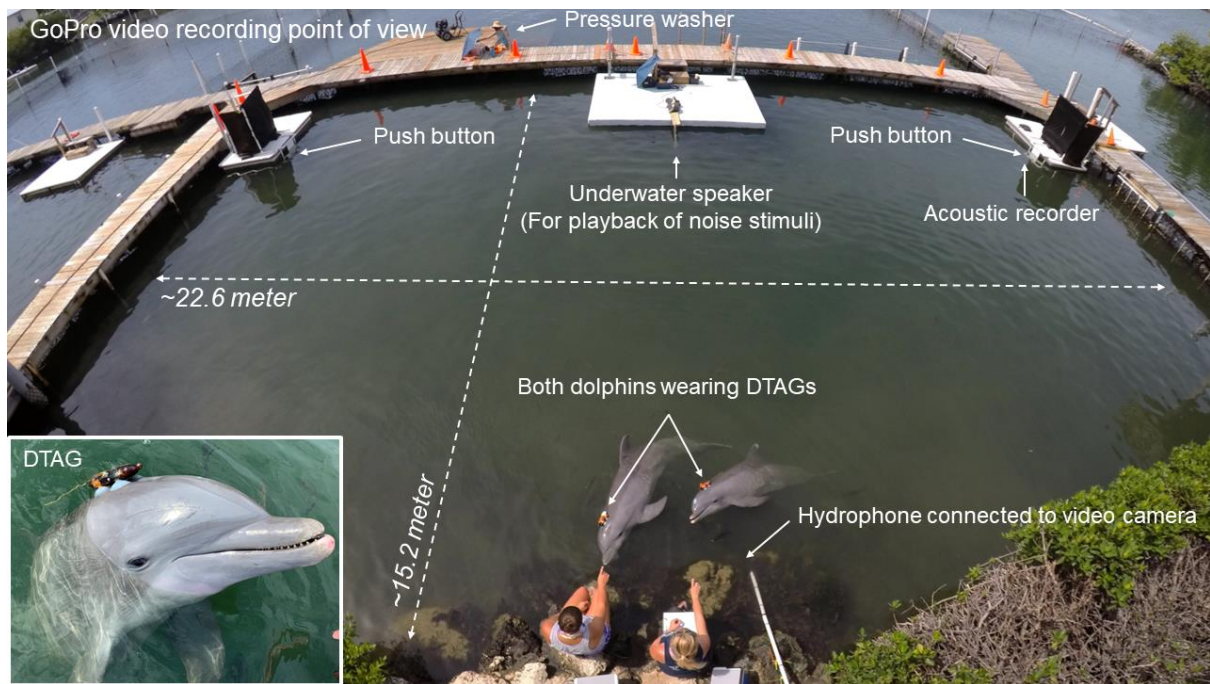 GoPro video recording point of view
Pressure washer
Push button
Push button
Underwater speaker
(For playback of noise stimuli)
Acoustic recorder
~22.6 meter
Both dolphins wearing DTAGs
DTAG
~15.2 meter
Hydrophone connected to video camera